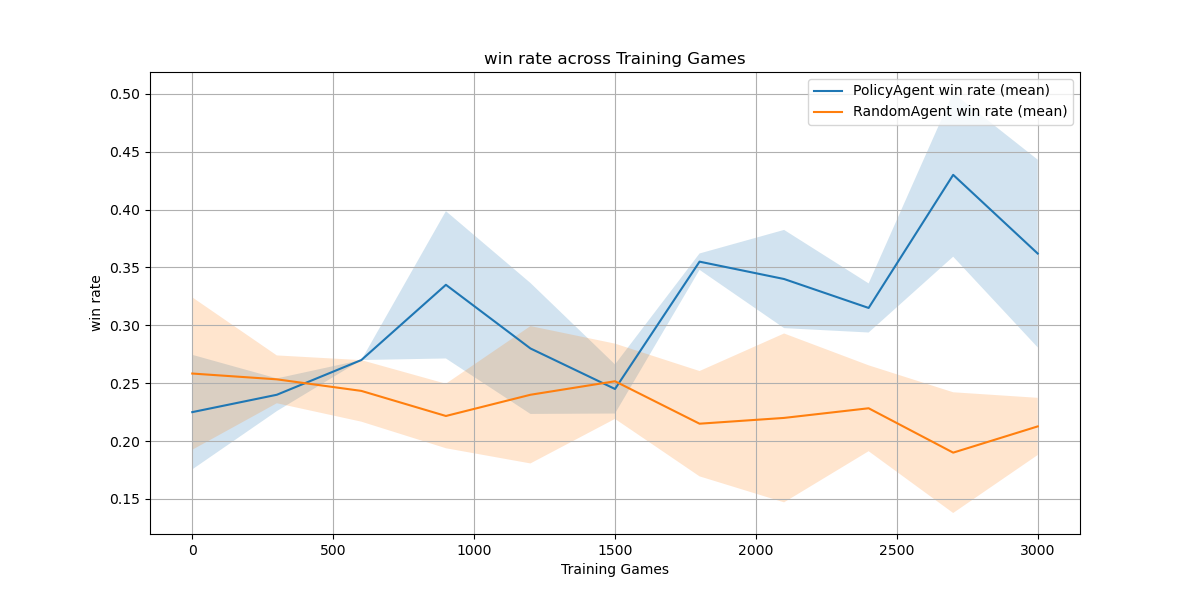 win rate across Training Games
PolicyAgent win rate (mean)
RandomAgent win rate (mean)
win rate
0.50
0.45
0.40
0.35
0.30
0.25
0.20
0.15
0 500 1000 1500 2000 2500 3000
Training Games